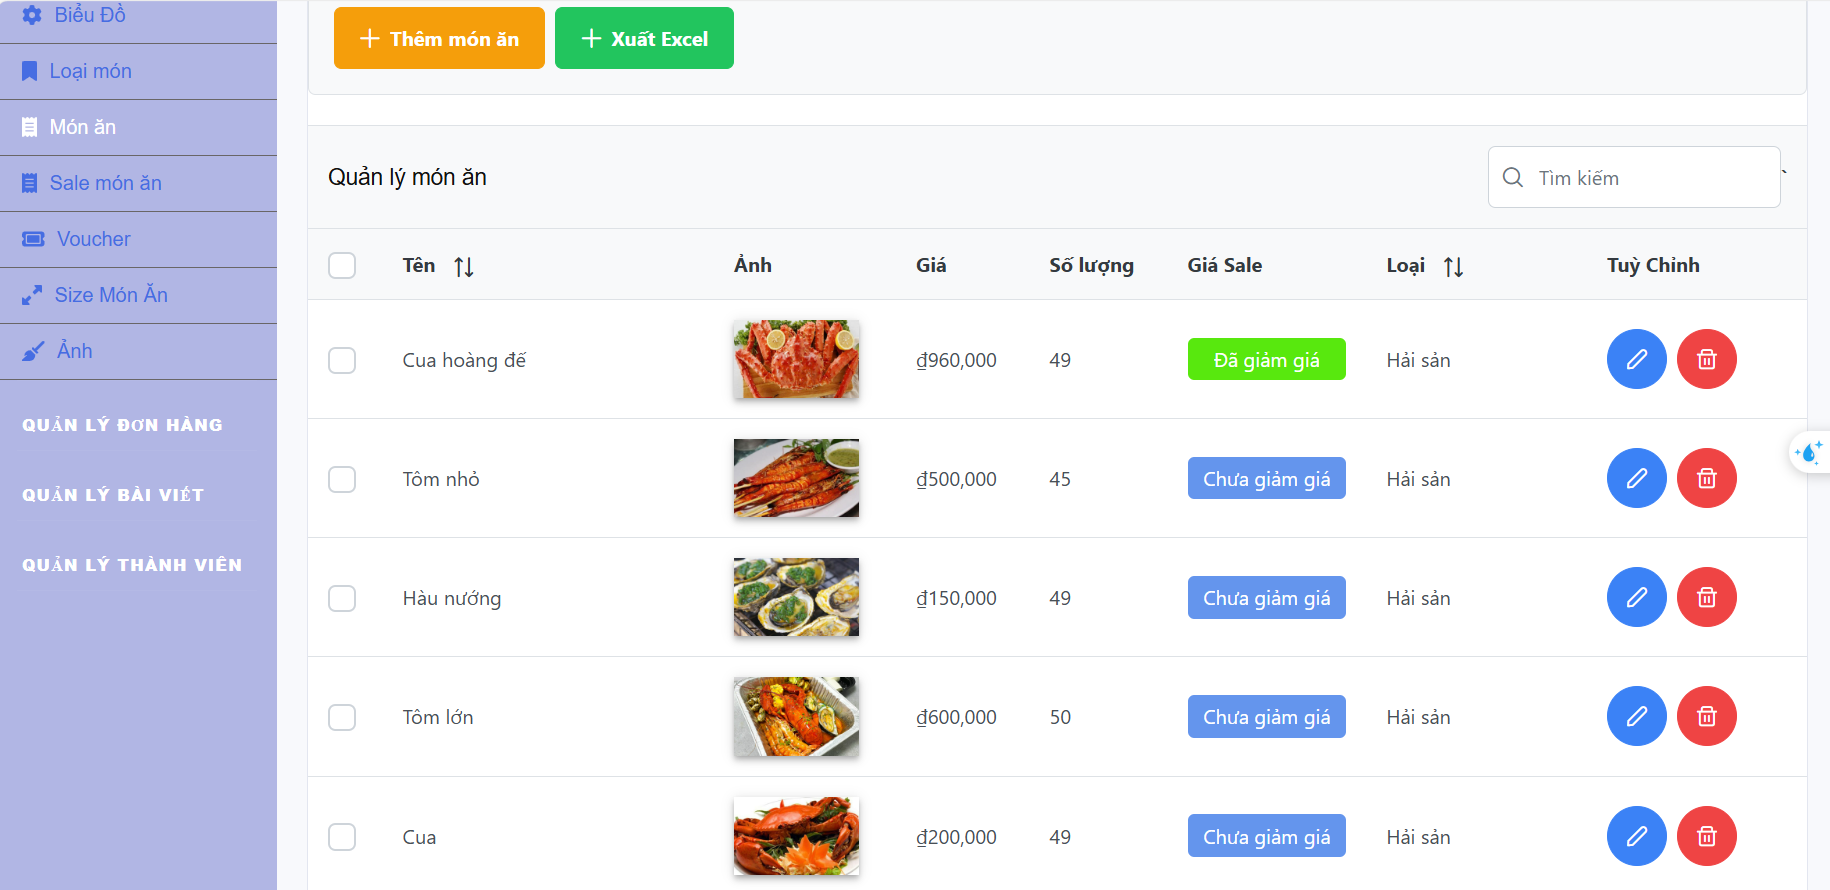 Biểu Đồ
Loại món
Món ăn
Sale món ăn
Voucher
Size Món Ăn
Ảnh
QUẢN LÝ ĐƠN HÀNG
QUẢN LÝ BÀI VIẾT
QUẢN LÝ THÀNH VIÊN
Thêm món ăn Xuất Excel
Quản lý món ăn Tìm kiếm `
Tên Ảnh Giá Số lượng Giá Sale Loại Tuỳ Chỉnh
Cua hoàng đế ₫960,000 49 Đã giảm giá Hải sản
Tôm nhỏ ₫500,000 45 Chưa giảm giá Hải sản
Hàu nướng ₫150,000 49 Chưa giảm giá Hải sản
Tôm lớn ₫600,000 50 Chưa giảm giá Hải sản
Cua ₫200,000 49 Chưa giảm giá Hải sản